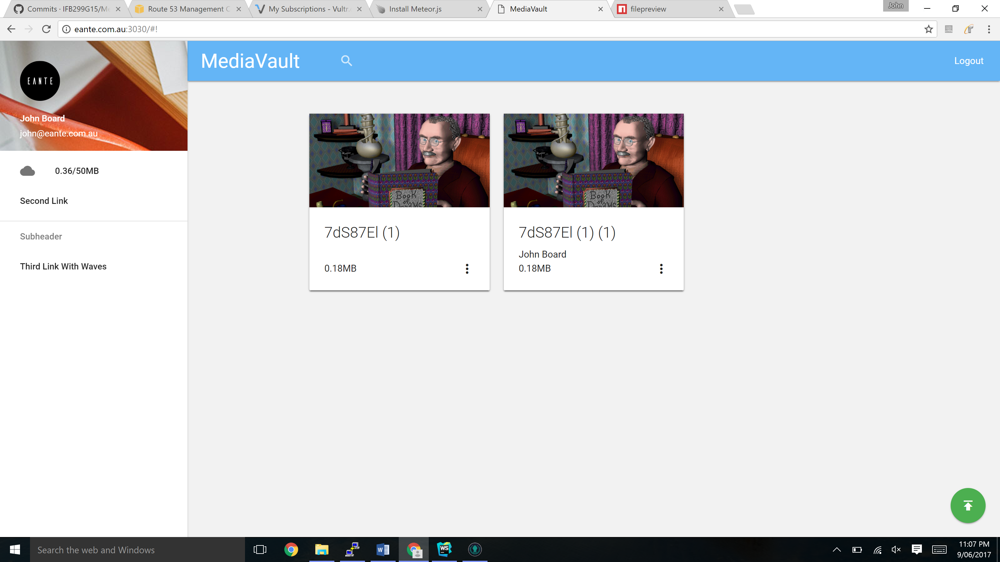 Commits · IFB299G15/Me
Route 53 Management C
My Subscriptions - Vultr.
Install Meteor.js
MediaVault
filepreview
John
eante.com.au:3030/#!
EANTE
John Board
john@eante.com.au
0.36/50MB
Second Link
Subheader
Third Link With Waves
MediaVault
Logout
Book
of
Dreams
7dS87El (1)
0.18MB
Book
of
Dreams
7dS87El (1) (1)
John Board
0.18MB
Search the web and Windows
W
WS
11:07 PM
9/06/2017